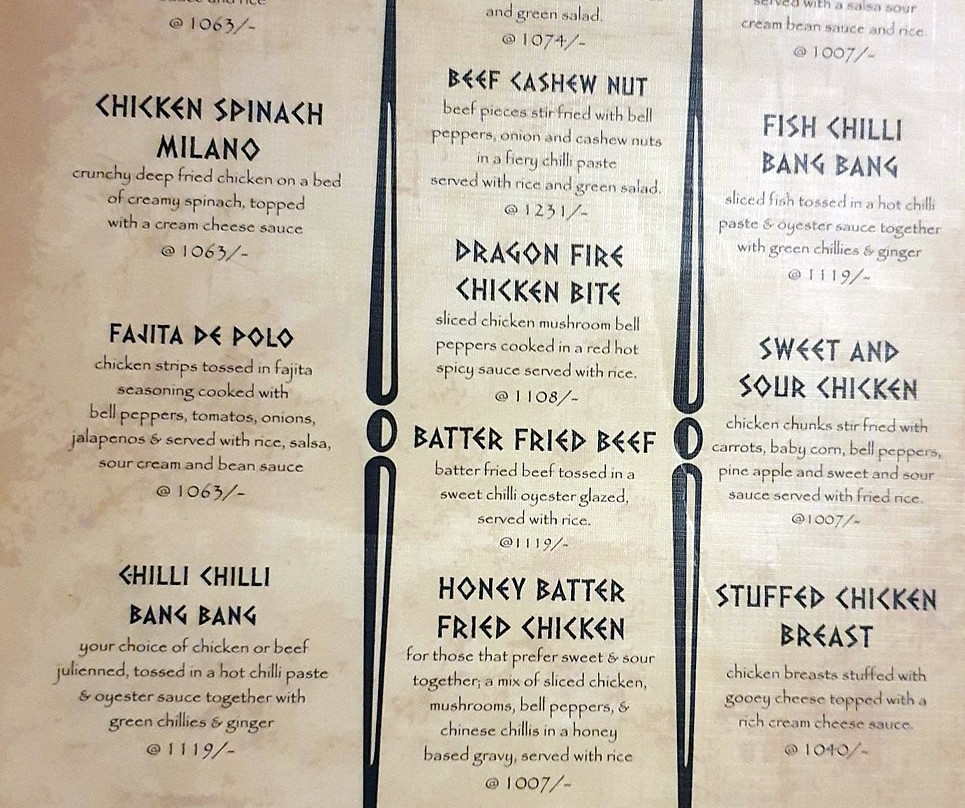 sauce and rice
@ 1063/-
CHICKEN SPINACH
MILANO
crunchy deep fried chicken on a bed
of creamy spinach, topped
with a cream cheese sauce
@ 1063/-
FAJITA DE POLO
chicken strips tossed in fajita
seasoning cooked with
bell peppers, tomatos, onions,
jalapenos & served with rice, salsa,
sour cream and bean sauce
@ 1063/-
CHILLI CHILLI
BANG BANG
your choice of chicken or beef
julienned, tossed in a hot chilli paste
& oyester sauce together with
green chillies & ginger
@ 1119/-
and green salad.
@ 1074/-
BEEF CASHEW NUT
beef pieces stir fried with bell
peppers, onion and cashew nuts
in a fiery chilli paste
served with rice and green salad.
@ 1231/-
DRAGON FIRE
CHICKEN BITE
sliced chicken mushroom bell
peppers cooked in a red hot
spicy sauce served with rice.
@ 1108/-
BATTER FRIED BEEF
batter fried beef tossed in a
sweet chilli oyester glazed,
served with rice.
@1119/-
HONEY BATTER
FRIED CHICKEN
for those that prefer sweet & sour
together; a mix of sliced chicken,
mushrooms, bell peppers, &
chinese chillis in a honey
based gravy, served with rice
@ 1007/-
served with a salsa sour
cream bean sauce and rice.
@ 1007/-
FISH CHILLI
BANG BANG
sliced fish tossed in a hot chilli
paste & oyester sauce together
with green chillies & ginger
@ 1119/-
SWEET AND
SOUR CHICKEN
chicken chunks stir fried with
carrots, baby corn, bell peppers,
pine apple and sweet and sour
sauce served with fried rice.
@1007/-
STUFFED CHICKEN
BREAST
chicken breasts stuffed with
gooey cheese topped with a
rich cream cheese sauce.
@ 1040/-